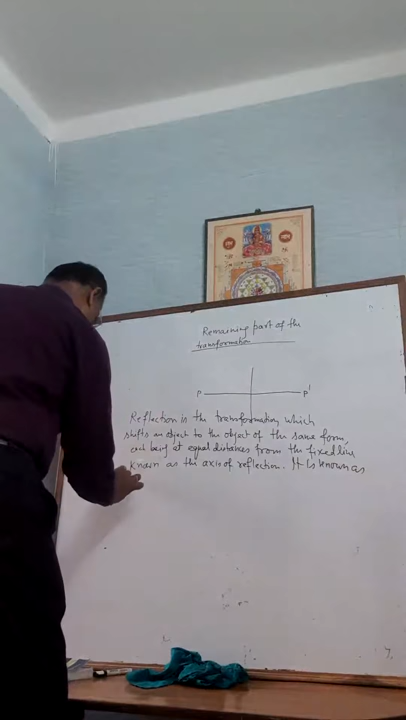 Remaining part of the
transformation
P P'
Reflection is the transformation which
shifts an object to the object of the same form,
each being at equal distances from the fixed line
known as the axis of reflection. It is known as